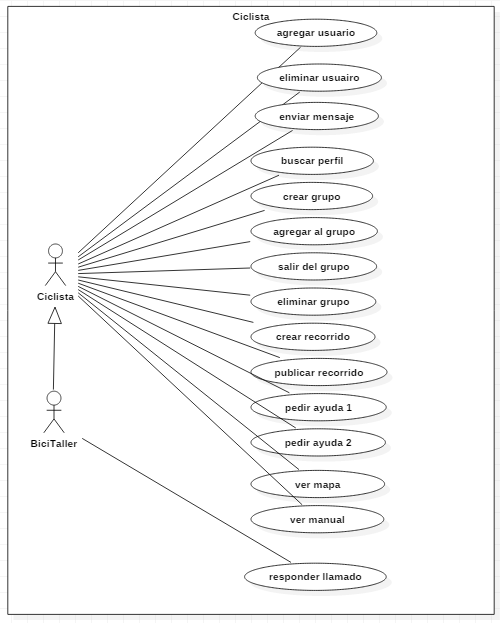 Ciclista
agregar usuario
eliminar usuairo
enviar mensaje
buscar perfil
crear grupo
agregar al grupo
salir del grupo
Ciclista
eliminar grupo
crear recorrido
publicar recorrido
pedir ayuda 1
BiciTaller
pedir ayuda 2
ver mapa
ver manual
responder llamado